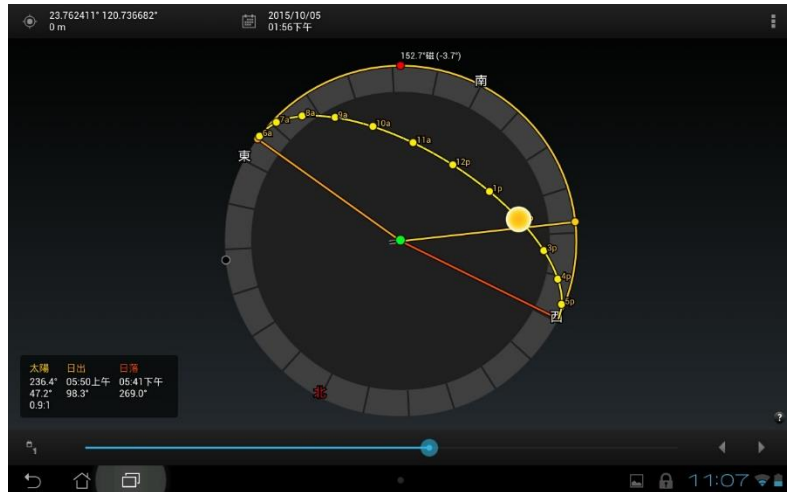 23.762411° 120.736682°
0 m
2015/10/05
01:56下午
152.7°磁 (-3.7°)
南
東
6a
7a
8a
9a
10a
11a
12p
1p
3p
4p
5p
西
北
太陽 日出 日落
236.4° 05:50上午 05:41下午
47.2° 98.3° 269.0°
0.9:1
?
1
11:07